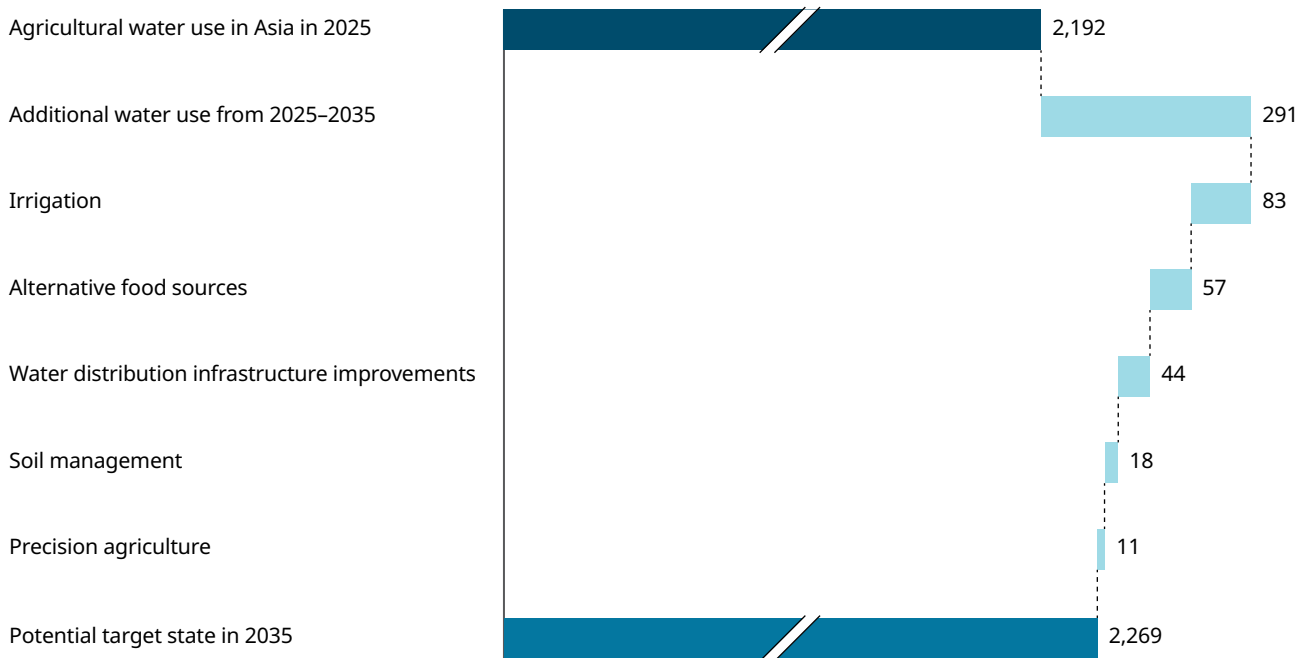 Agricultural water use in Asia in 2025 2,192
Additional water use from 2025–2035 291
Irrigation 83
Alternative food sources 57
Water distribution infrastructure improvements 44
Soil management 18
Precision agriculture 11
Potential target state in 2035 2,269